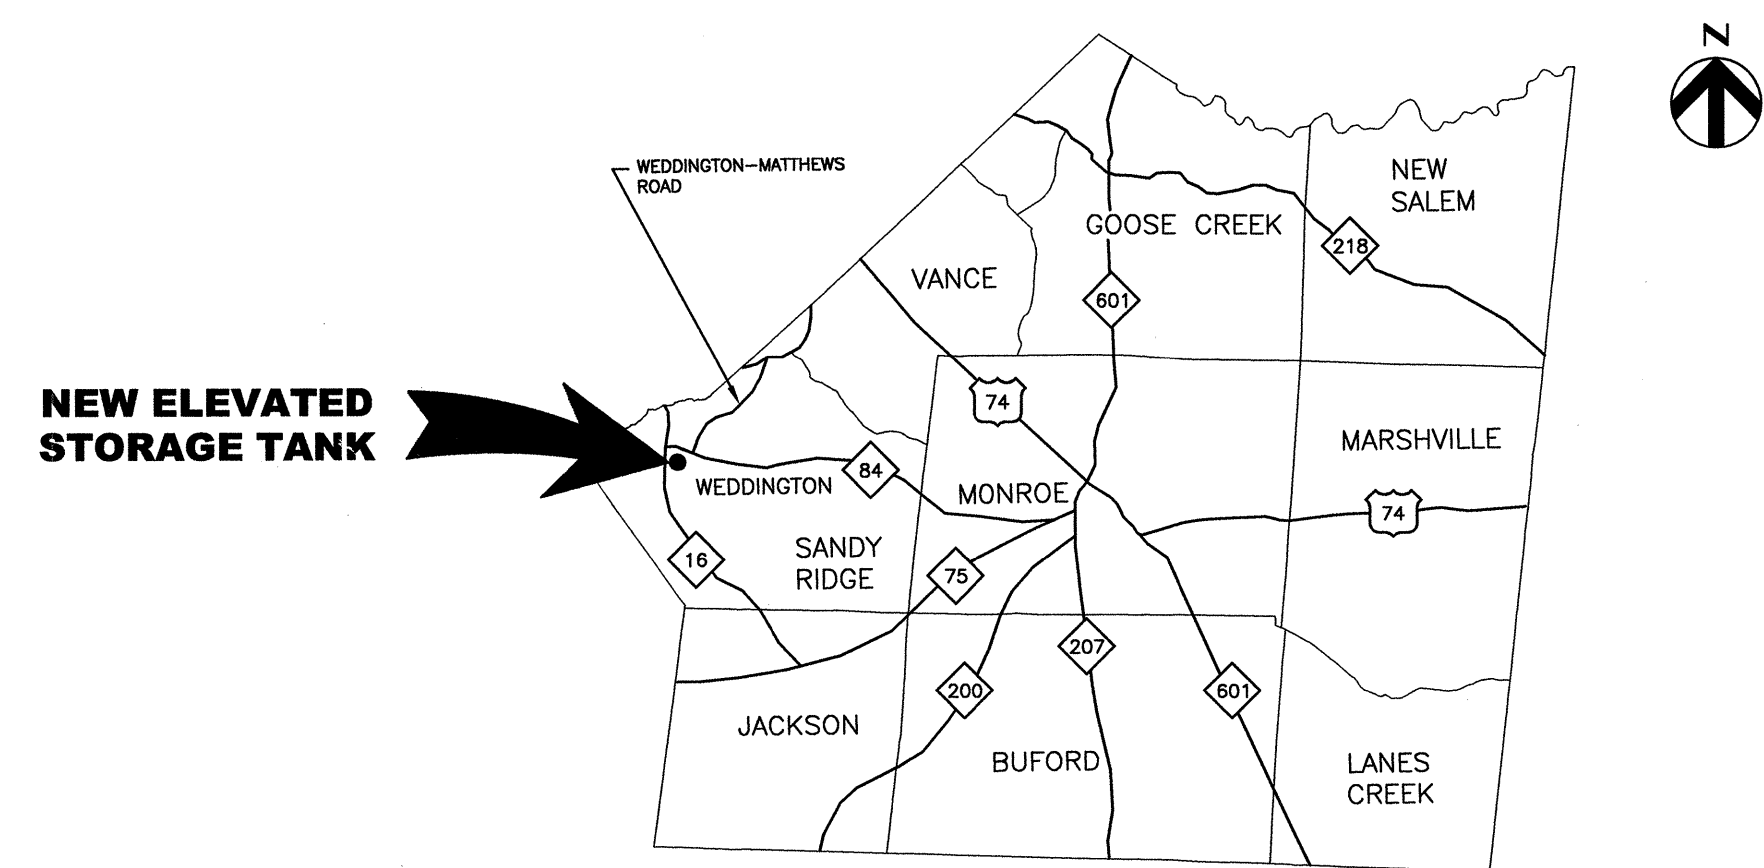 N
WEDDINGTON-MATTHEWS
ROAD
NEW
SALEM
GOOSE CREEK
218
VANCE
601
NEW ELEVATED
STORAGE TANK
74
MARSHVILLE
84
WEDDINGTON
MONROE
74
SANDY
RIDGE
16
75
207
200
601
JACKSON
BUFORD
LANES
CREEK